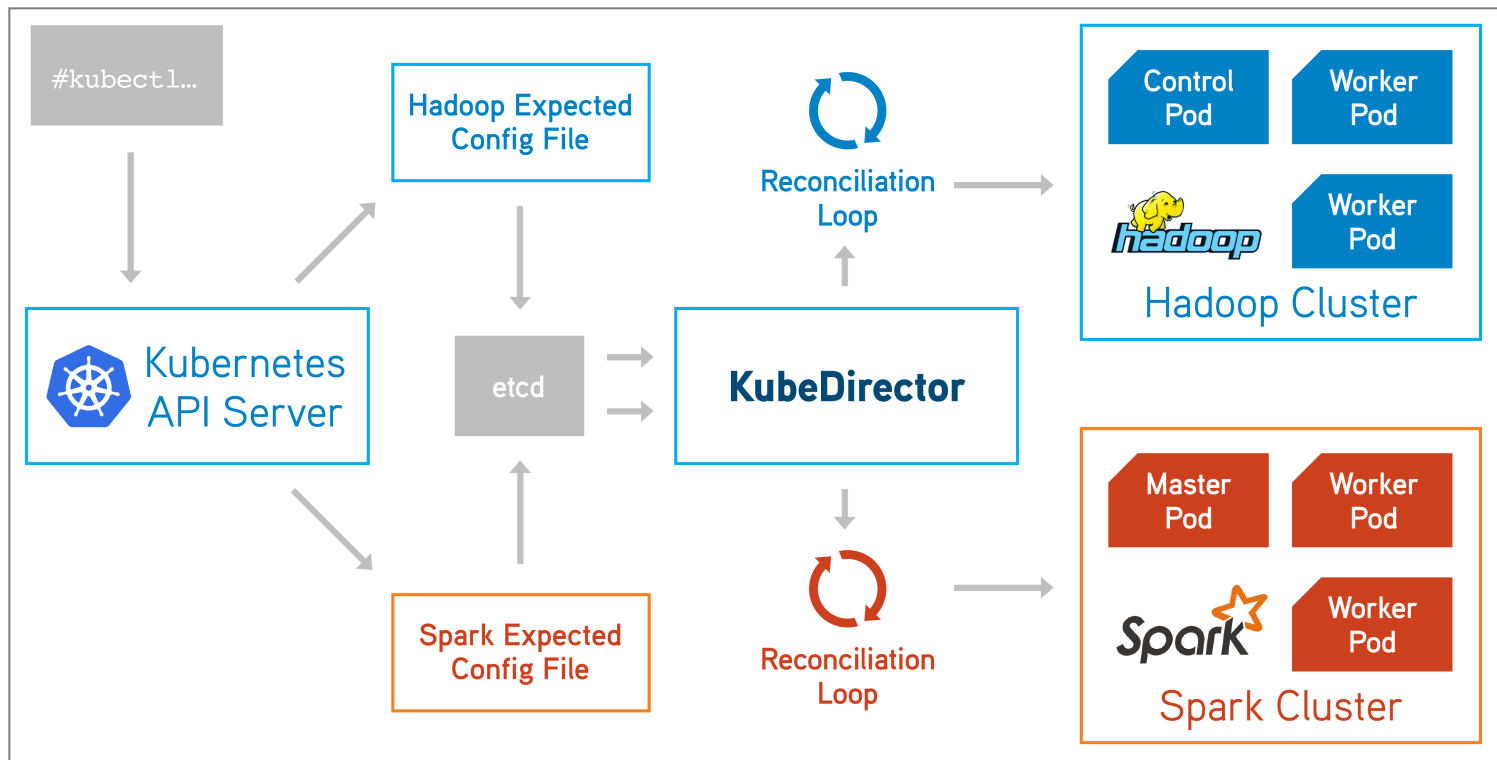 #kubectl…
Hadoop Expected
Config File
Reconciliation
Loop
Control
Pod
Worker
Pod
hadoop
Worker
Pod
Hadoop Cluster
Kubernetes
API Server
etcd
KubeDirector
Spark Expected
Config File
Reconciliation
Loop
Master
Pod
Worker
Pod
Spark
Worker
Pod
Spark Cluster